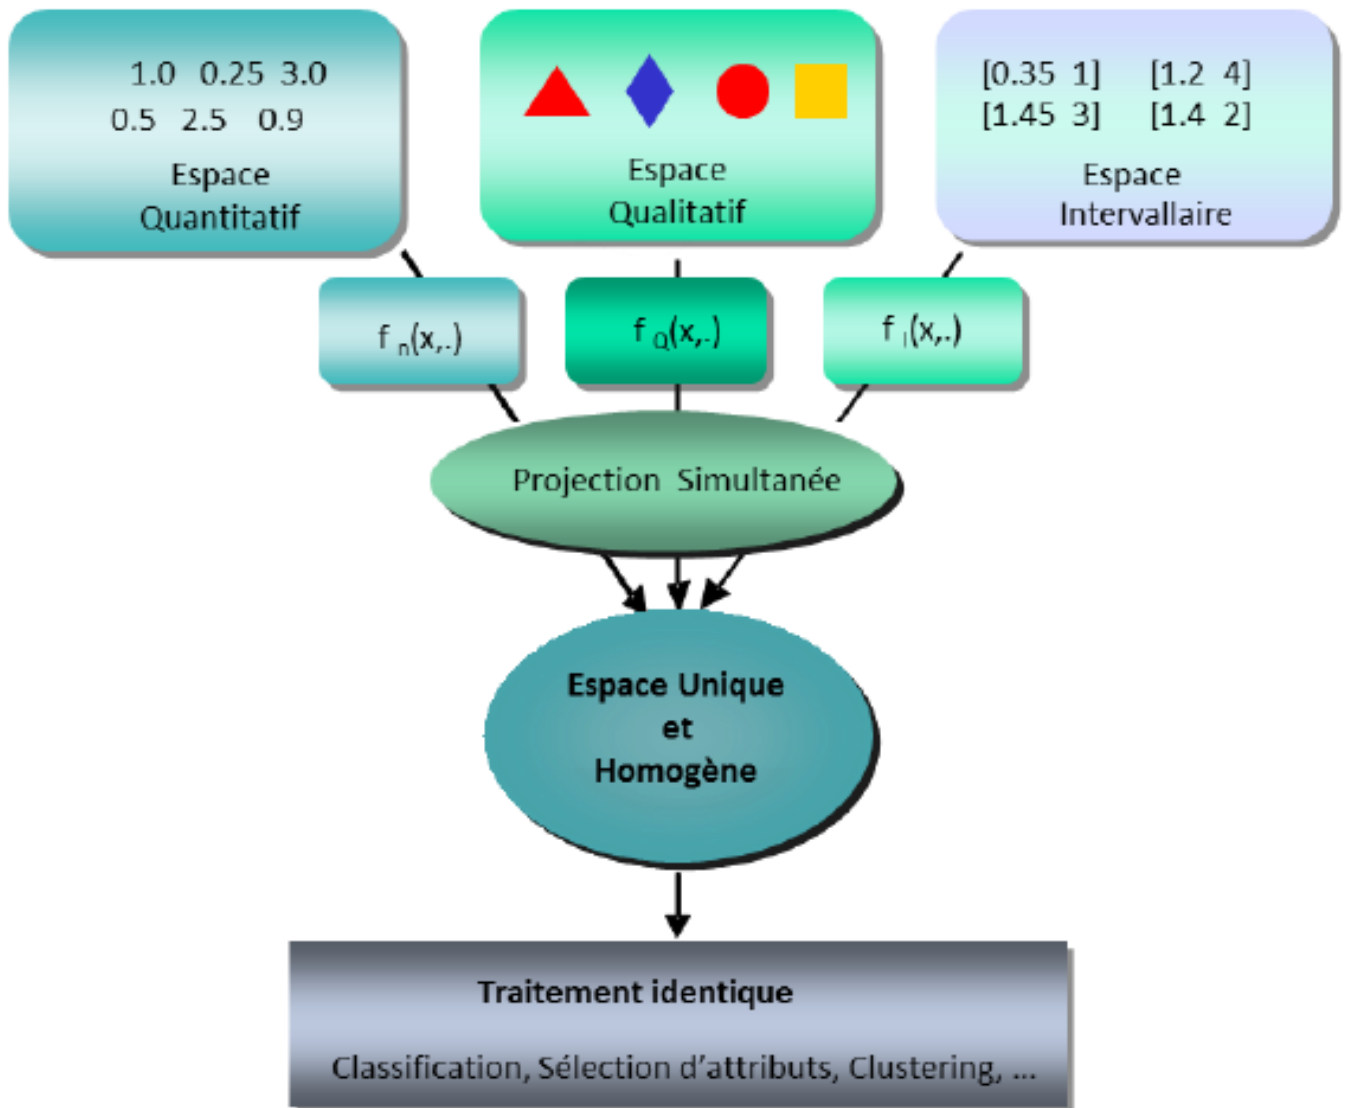 1.0 0.25 3.0
0.5 2.5 0.9
Espace
Quantitatif
Espace
Qualitatif
[0.35 1] [1.2 4]
[1.45 3] [1.4 2]
Espace
Intervallaire
f n(x,.)
f Q(x,.)
f I(x,.)
Projection Simultanée
Espace Unique
et
Homogène
Traitement identique
Classification, Sélection d’attributs, Clustering, ...